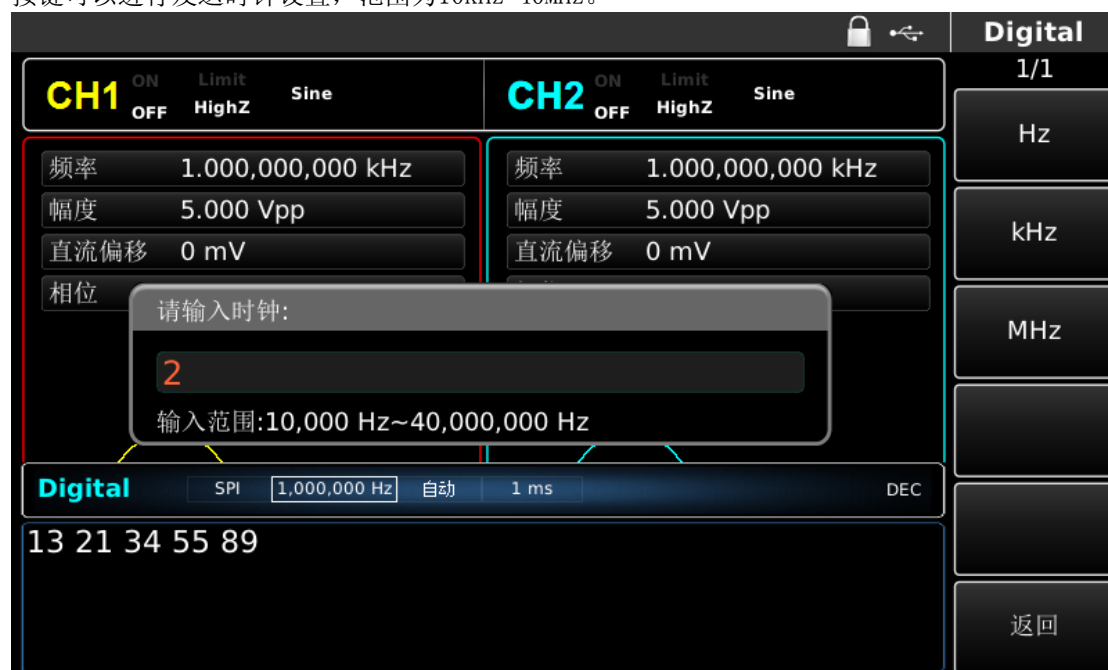 Digital
1/1
CH1 ON OFF Limit HighZ Sine
CH2 ON OFF Limit HighZ Sine
Hz
频率 1.000,000,000 kHz
频率 1.000,000,000 kHz
幅度 5.000 Vpp
幅度 5.000 Vpp
kHz
直流偏移 0 mV
直流偏移 0 mV
相位
请输入时钟:
MHz
2
输入范围:10,000 Hz~40,000,000 Hz
Digital SPI 1,000,000 Hz 自动 1 ms DEC
13 21 34 55 89
返回